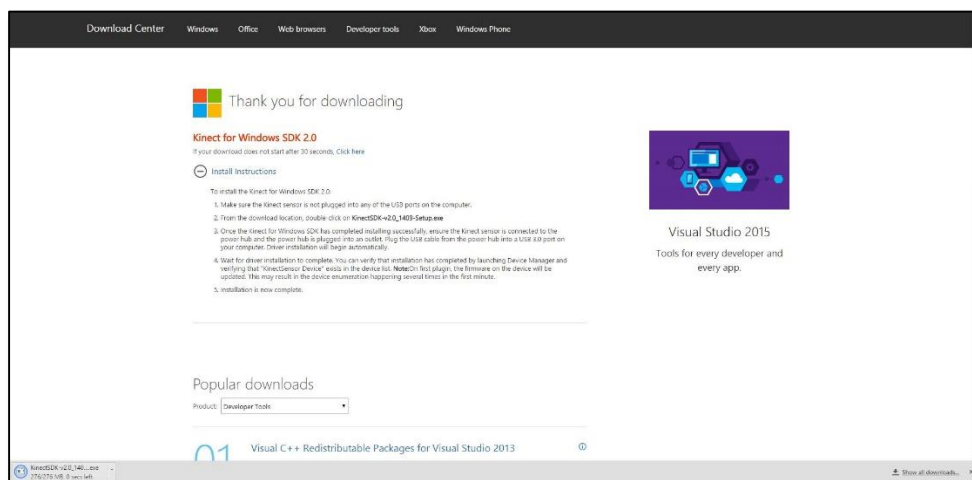 Download Center
Windows
Office
Web browsers
Developer tools
Xbox
Windows Phone
Thank you for downloading
Kinect for Windows SDK 2.0
If your download does not start after 30 seconds, Click here
Install Instructions
To install the Kinect for Windows SDK 2.0:
1. Make sure the Kinect sensor is not plugged into any of the USB ports on the computer.
2. From the download location, double-click on KinectSDK-v2.0_1409-Setup.exe
3. Once the Kinect for Windows SDK has completed installing successfully, ensure the Kinect sensor is connected to the
power hub and the power hub is plugged into an outlet. Plug the USB cable from the power hub into a USB 3.0 port on
your computer. Driver installation will begin automatically.
4. Wait for driver installation to complete. You can verify that installation has completed by launching Device Manager and
verifying that "KinectSensor Device" exists in the device list. Note:On first plugin, the firmware on the device will be
updated. This may result in the device enumeration happening several times in the first minute.
5. Installation is now complete.
Visual Studio 2015
Tools for every developer and
every app.
Popular downloads
Product: Developer Tools
01
Visual C++ Redistributable Packages for Visual Studio 2013
KinectSDK-v2.0_140....exe
276/276 MB, 0 secs left
Show all downloads...